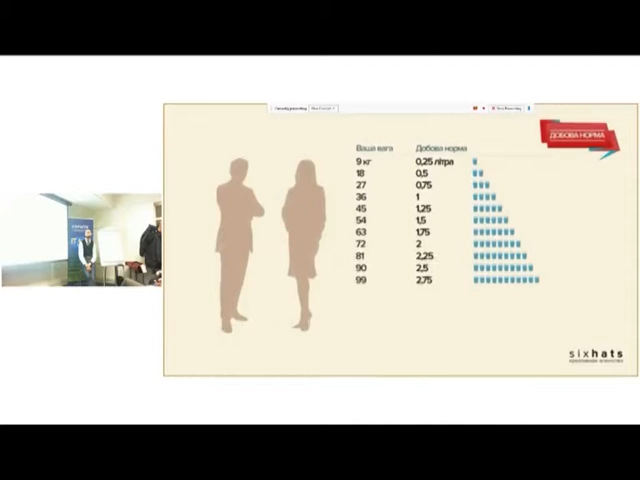 ДОБОВА НОРМА
Ваша вага Добова норма
9 кг 0,25 літра
18 0,5
27 0,75
36 1
45 1,25
54 1,5
63 1,75
72 2
81 2,25
90 2,5
99 2,75
sixhats
IT